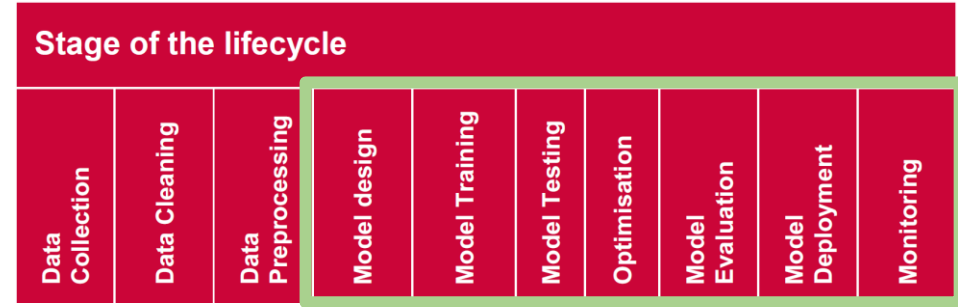 Stage of the lifecycle
Data
Collection
Data Cleaning
Data
Preprocessing
Model design
Model Training
Model Testing
Optimisation
Model
Evaluation
Model
Deployment
Monitoring